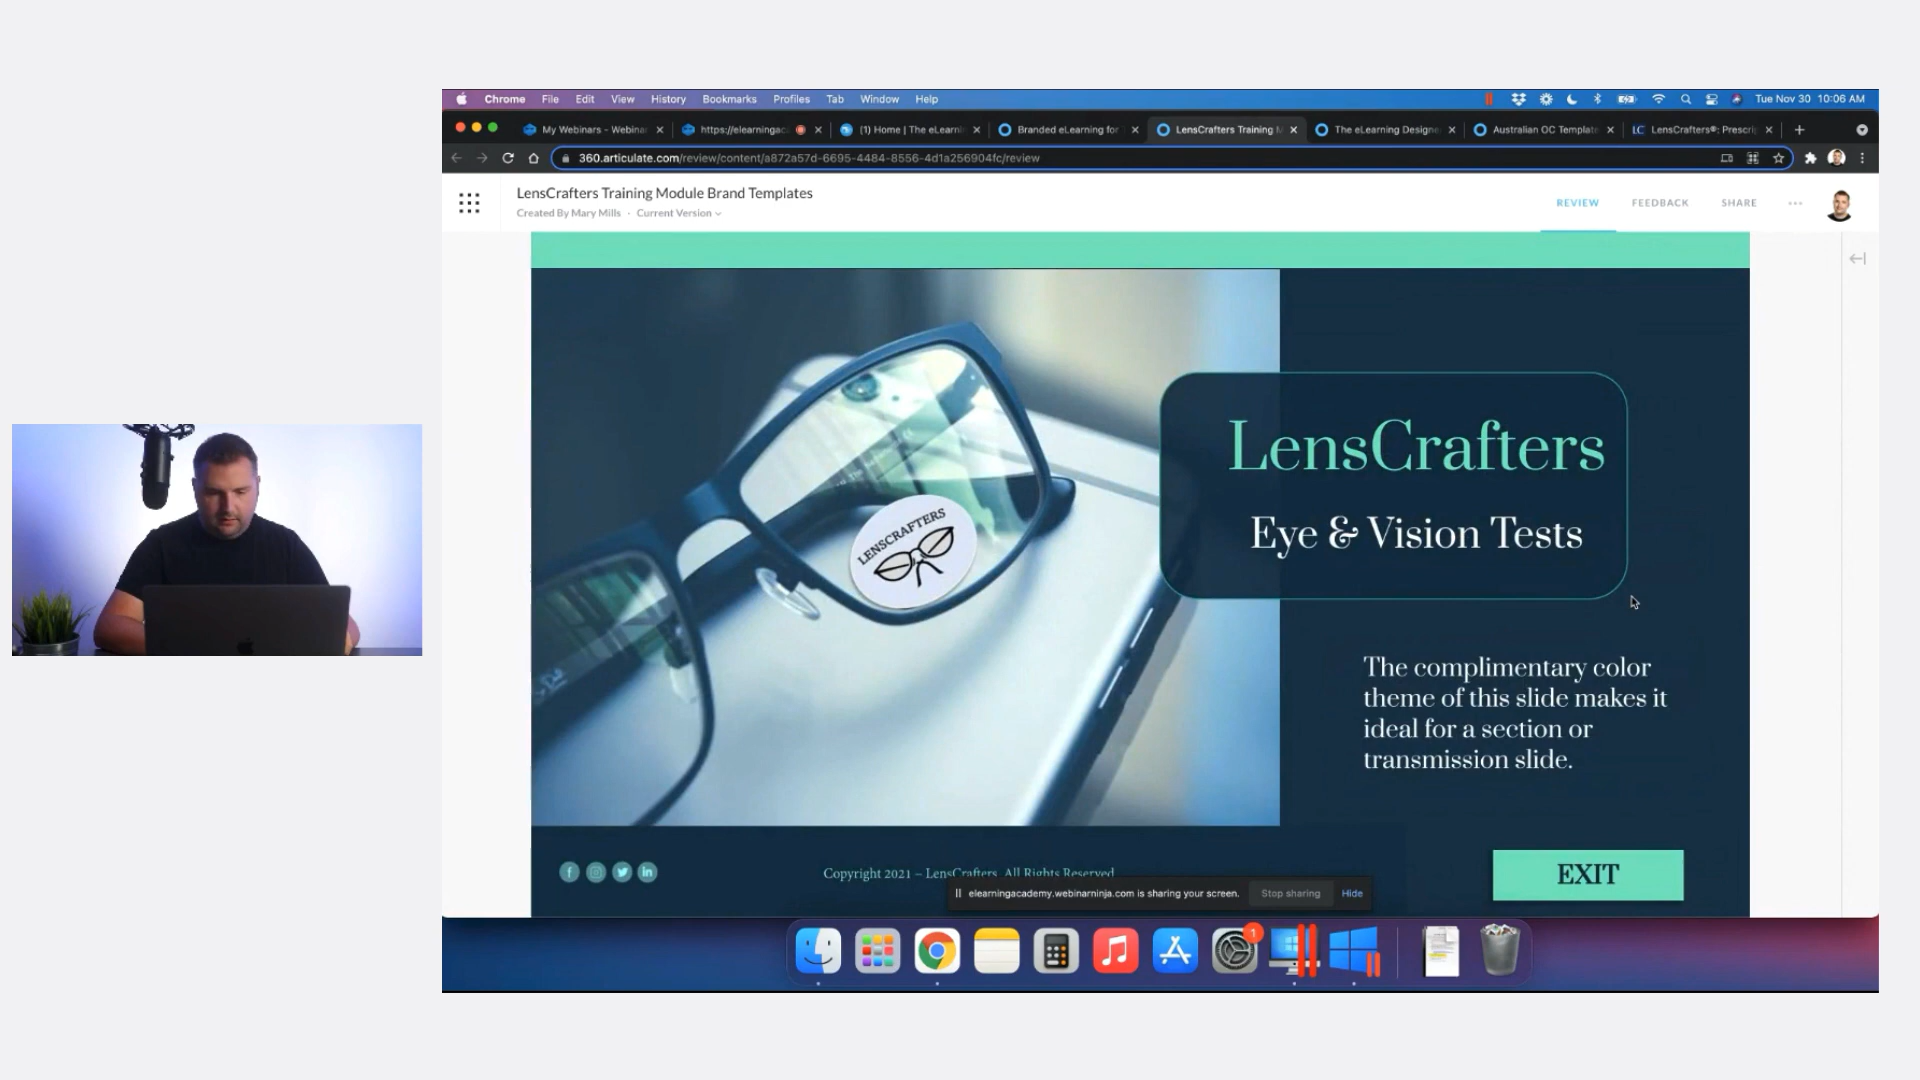 Chrome File Edit View History Bookmarks Profiles Tab Window Help
Tue Nov 30 10:06 AM
My Webinars - Webinar
https://elearningac
(1) Home | The eLearni
Branded eLearning for
LensCrafters Training M
The eLearning Designe
Australian OC Template
LC LensCrafters®: Prescri
360.articulate.com/review/content/a872a57d-6695-4484-8556-4d1a256904fc/review
LensCrafters Training Module Brand Templates
Created By Mary Mills · Current Version
REVIEW FEEDBACK SHARE
LensCrafters
Eye & Vision Tests
LENSCRAFTERS
The complimentary color
theme of this slide makes it
ideal for a section or
transmission slide.
Copyright 2021 – LensCrafters All Rights Reserved
EXIT
elearningacademy.webinarninja.com is sharing your screen. Stop sharing Hide
1